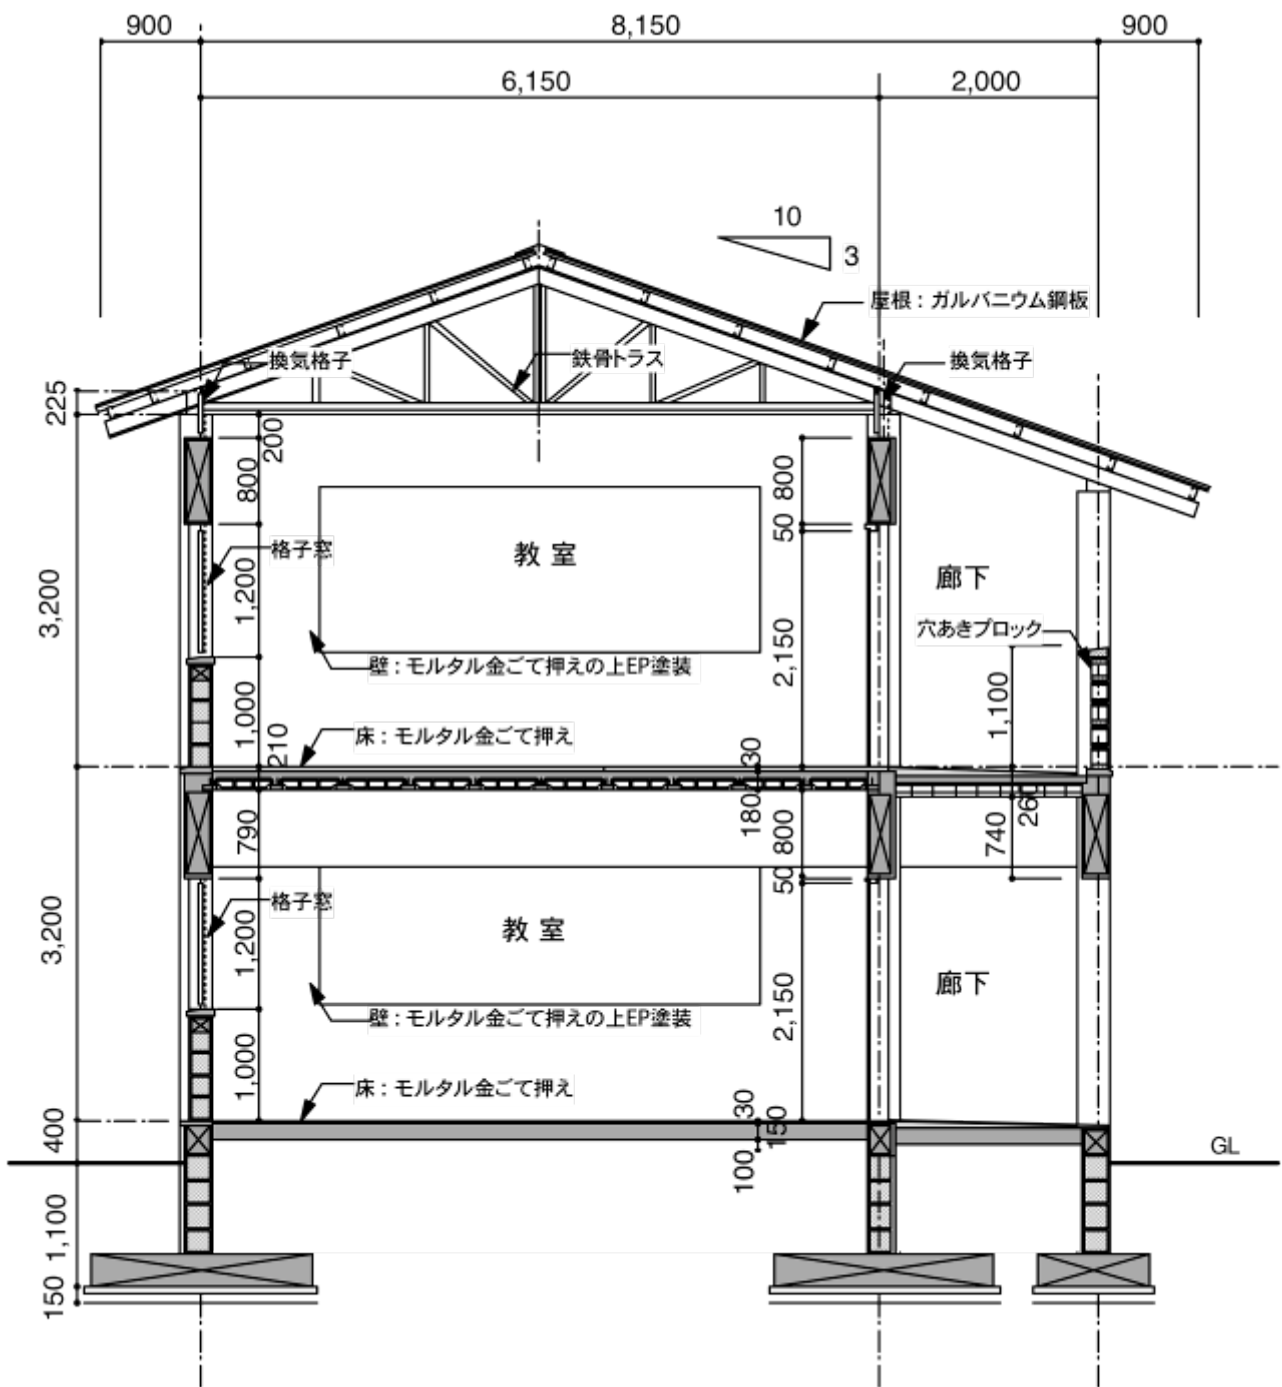 900
8,150
900
6,150
2,000
10
3
屋根：ガルバニウム鋼板
換気格子
鉄骨トラス
換気格子
225
200
800
800
50
格子窓
教室
廊下
1,200
3,200
穴あきブロック
2,150
壁：モルタル金ごて押えの上EP塗装
1,000
1,100
210
床：モルタル金ごて押え
30
180
260
790
800
740
50
格子窓
教室
1,200
3,200
廊下
2,150
壁：モルタル金ごて押えの上EP塗装
1,000
床：モルタル金ごて押え
30
400
150
GL
100
1,100
150